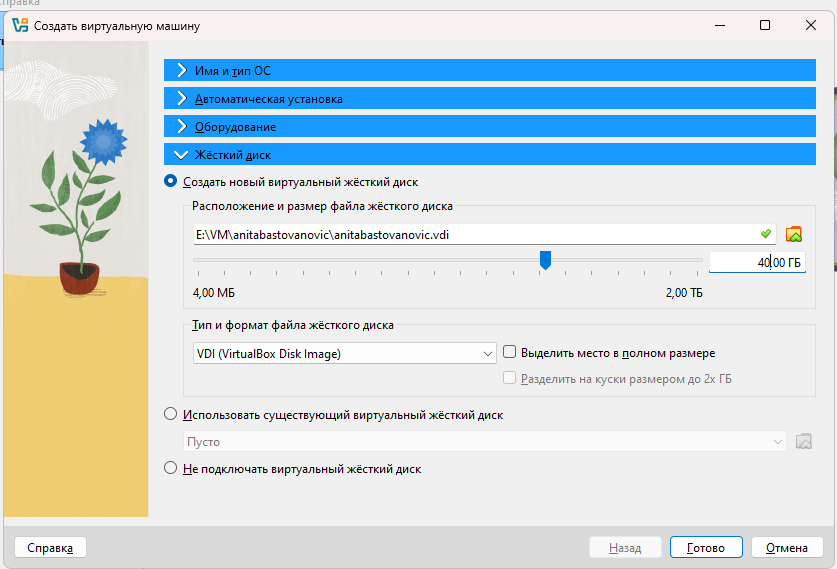 справка
Создать виртуальную машину
Имя и тип ОС
Автоматическая установка
Оборудование
Жёсткий диск
Создать новый виртуальный жёсткий диск
Расположение и размер файла жёсткого диска
E:\VM\anitabastovanovic\anitabastovanovic.vdi
40,00 ГБ
4,00 МБ 2,00 ТБ
Тип и формат файла жёсткого диска
VDI (VirtualBox Disk Image) Выделить место в полном размере
Разделить на куски размером до 2х ГБ
Использовать существующий виртуальный жёсткий диск
Пусто
Не подключать виртуальный жёсткий диск
Справка Назад Готово Отмена